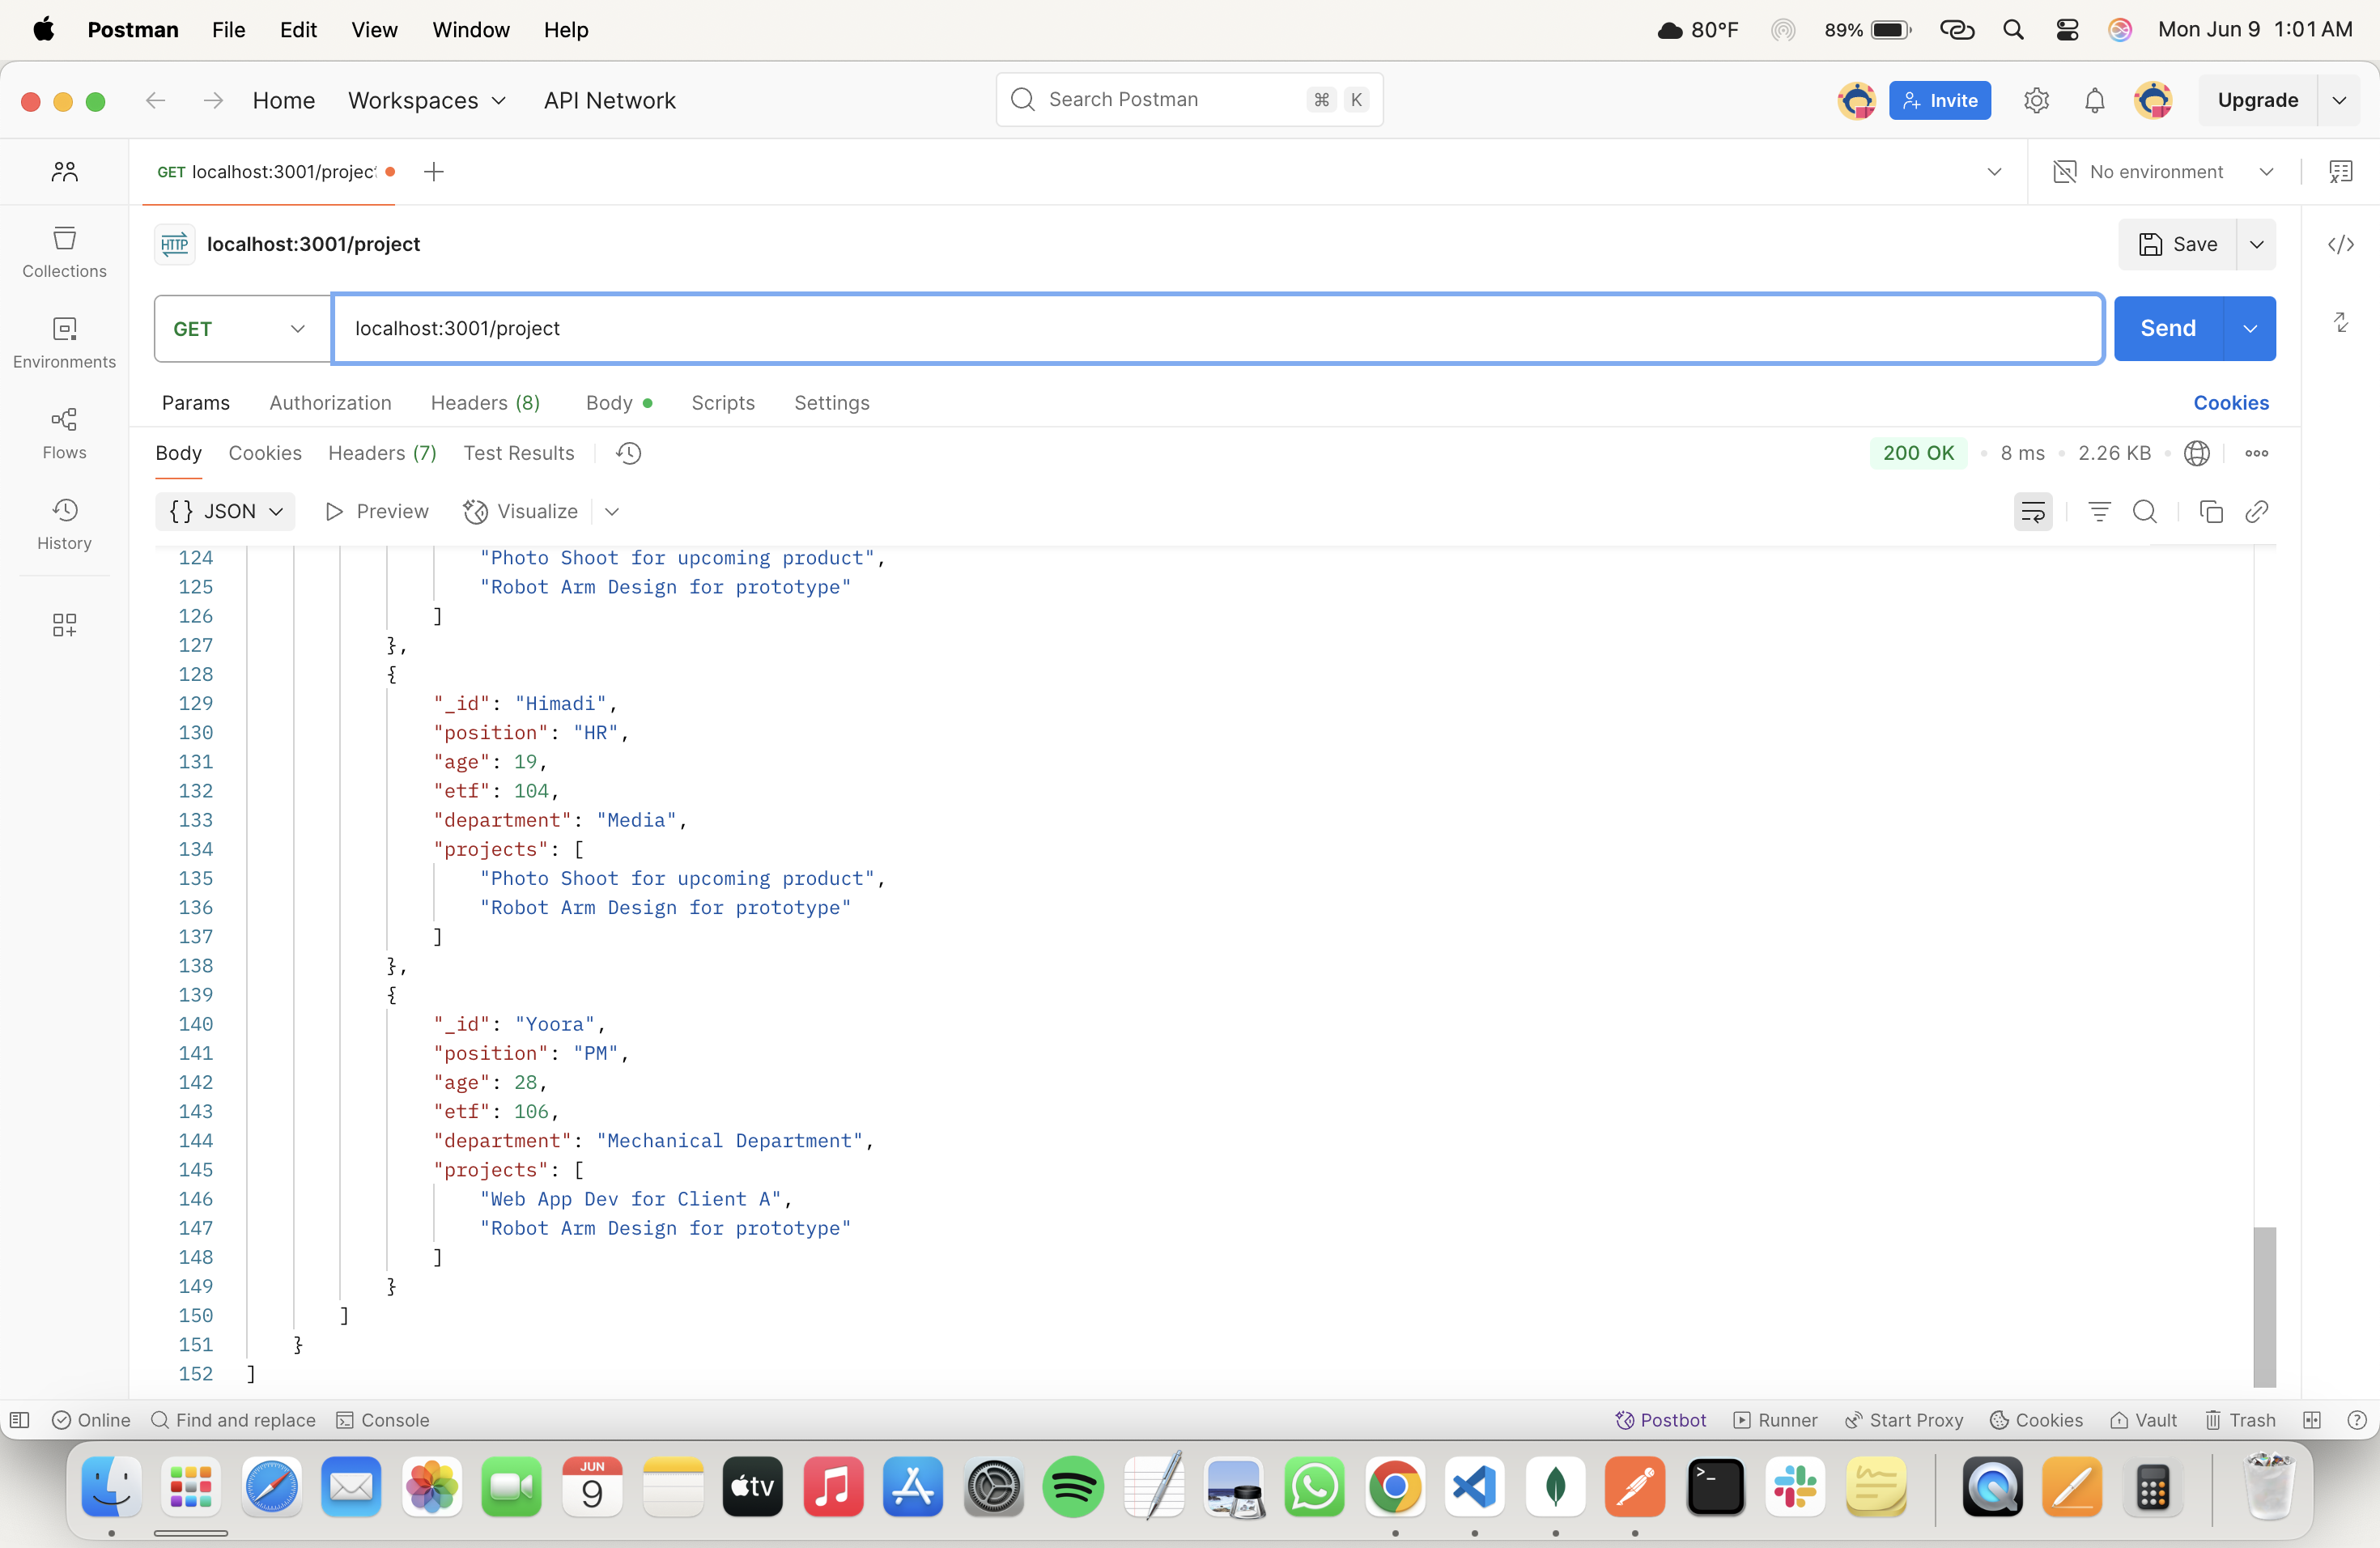 Postman File Edit View Window Help 80°F 89% Mon Jun 9 1:01 AM
Home Workspaces API Network Search Postman ⌘ K Invite Upgrade
GET localhost:3001/projec No environment
HTTP localhost:3001/project Save
Collections
GET localhost:3001/project Send
Environments
Params Authorization Headers (8) Body Scripts Settings Cookies
Flows
Body Cookies Headers (7) Test Results 200 OK 8 ms 2.26 KB
History
{} JSON Preview Visualize
124 "Photo Shoot for upcoming product",
125 "Robot Arm Design for prototype"
126 ]
127 },
128 {
129 "_id": "Himadi",
130 "position": "HR",
131 "age": 19,
132 "etf": 104,
133 "department": "Media",
134 "projects": [
135 "Photo Shoot for upcoming product",
136 "Robot Arm Design for prototype"
137 ]
138 },
139 {
140 "_id": "Yoora",
141 "position": "PM",
142 "age": 28,
143 "etf": 106,
144 "department": "Mechanical Department",
145 "projects": [
146 "Web App Dev for Client A",
147 "Robot Arm Design for prototype"
148 ]
149 }
150 ]
151 }
152 ]
Online Find and replace Console Postbot Runner Start Proxy Cookies Vault Trash
JUN
9
tv